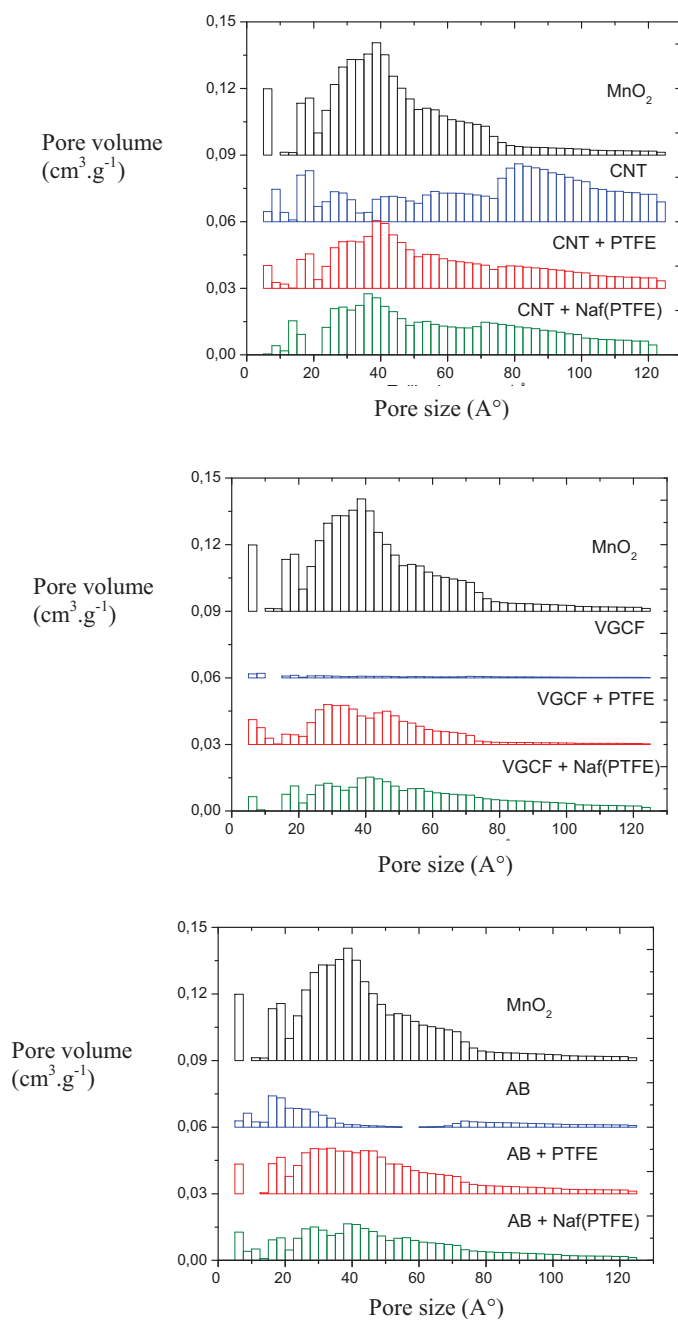 0,15
0,12
0,09
0,06
0,03
0,00
Pore volume
(cm³.g⁻¹)
MnO₂
CNT
CNT + PTFE
CNT + Naf(PTFE)
0 20 40 60 80 100 120
Pore size (A°)
0,15
0,12
0,09
0,06
0,03
0,00
Pore volume
(cm³.g⁻¹)
MnO₂
VGCF
VGCF + PTFE
VGCF + Naf(PTFE)
0 20 40 60 80 100 120
Pore size (A°)
0,15
0,12
0,09
0,06
0,03
0,00
Pore volume
(cm³.g⁻¹)
MnO₂
AB
AB + PTFE
AB + Naf(PTFE)
0 20 40 60 80 100 120
Pore size (A°)